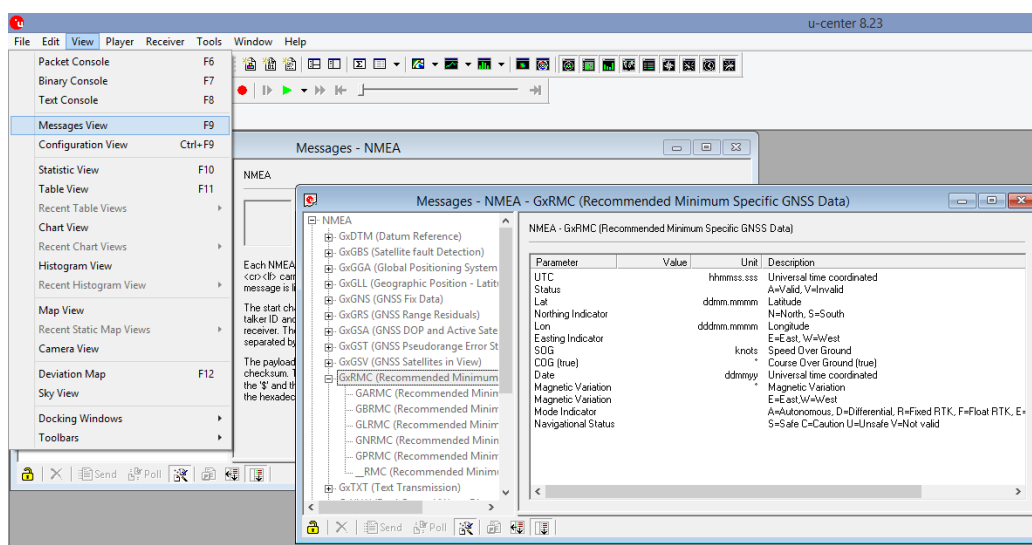 u-center 8.23
File Edit View Player Receiver Tools Window Help
Packet Console F6
Binary Console F7
Text Console F8
Messages View F9
Configuration View Ctrl+F9
Statistic View F10
Table View F11
Recent Table Views
Chart View
Recent Chart Views
Histogram View
Recent Histogram View
Map View
Recent Static Map Views
Camera View
Deviation Map F12
Sky View
Docking Windows
Toolbars
Messages - NMEA
NMEA
Each NMEA
<cr><lf> carr
message is li
The start cha
talker ID and
receiver. The
separated by
The payload
checksum. T
the '$' and th
the hexadec
Send Poll
Messages - NMEA - GxRMC (Recommended Minimum Specific GNSS Data)
NMEA
GxDTM (Datum Reference)
GxGBS (Satellite fault Detection)
GxGGA (Global Positioning System
GxGLL (Geographic Position - Latit
GxGNS (GNSS Fix Data)
GxGRS (GNSS Range Residuals)
GxGSA (GNSS DOP and Active Sate
GxGST (GNSS Pseudorange Error St
GxGSV (GNSS Satellites in View)
GxRMC (Recommended Minimum
GARMC (Recommended Minim
GBRMC (Recommended Minim
GLRMC (Recommended Minim
GNRMC (Recommended Minin
GPRMC (Recommended Minim
__RMC (Recommended Minimu
GxTXT (Text Transmission)
NMEA - GxRMC (Recommended Minimum Specific GNSS Data)
Parameter Value Unit Description
UTC hhmmss.sss Universal time coordinated
Status A=Valid, V=Invalid
Lat ddmm.mmmm Latitude
Northing Indicator N=North, S=South
Lon dddmm.mmmm Longitude
Easting Indicator E=East, W=West
SOG knots Speed Over Ground
COG (true) ° Course Over Ground (true)
Date ddmmyy Universal time coordinated
Magnetic Variation ° Magnetic Variation
Magnetic Variation E=East,W=West
Mode Indicator A=Autonomous, D=Differential, R=Fixed RTK, F=Float RTK, E=
Navigational Status S=Safe C=Caution U=Unsafe V=Not valid
Send Poll